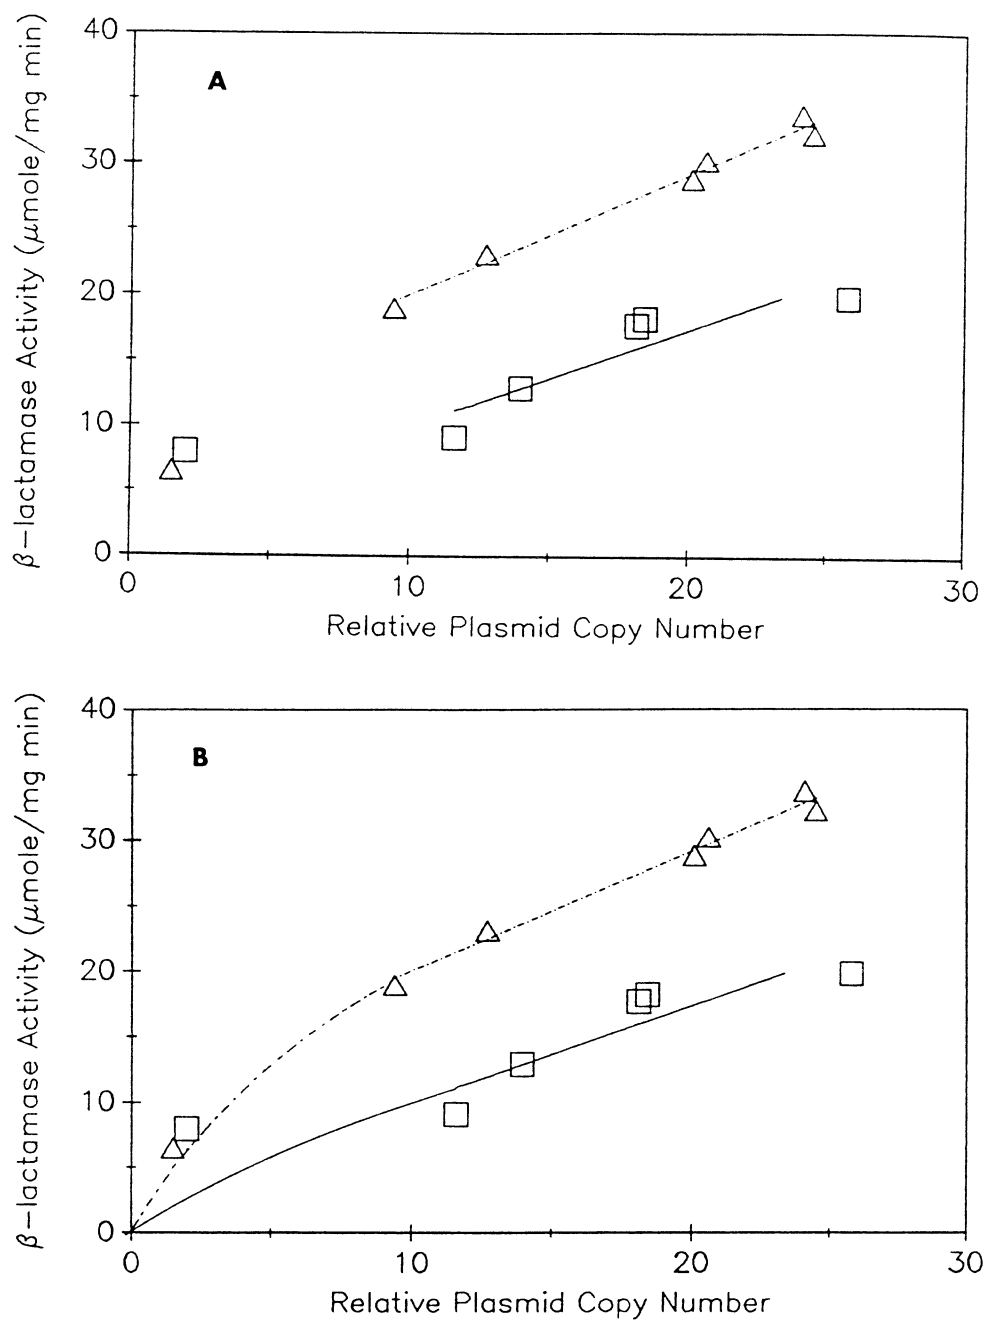 A
β-lactamase Activity (μmole/mg min)
40
30
20
10
0
0 10 20 30
Relative Plasmid Copy Number
B
β-lactamase Activity (μmole/mg min)
40
30
20
10
0
0 10 20 30
Relative Plasmid Copy Number